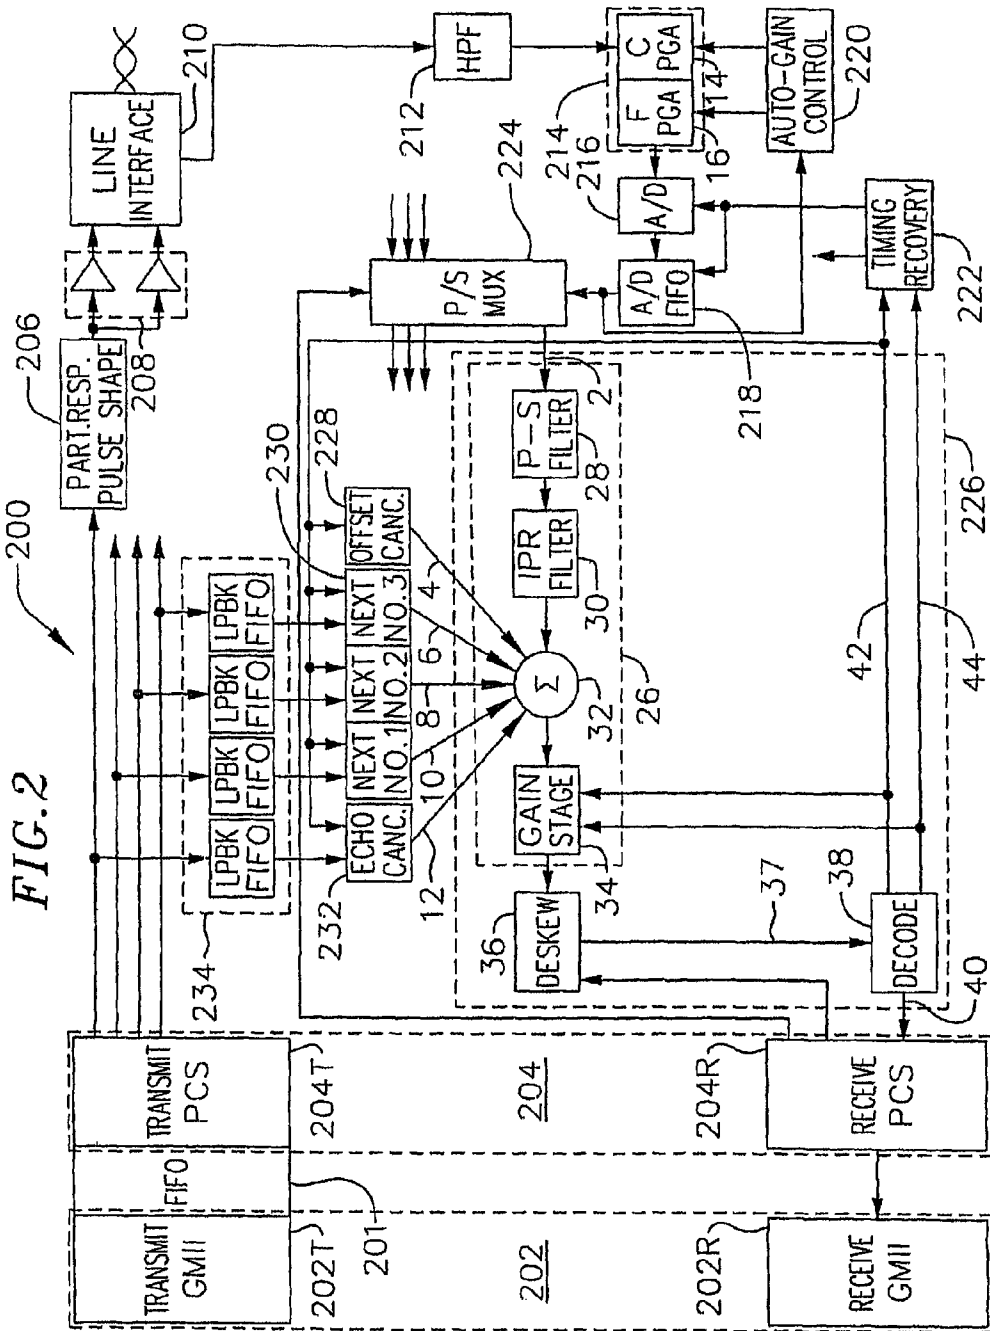 FIG.2
200
TRANSMIT
GMII
202T
FIFO
201
TRANSMIT
PCS
204T
202
204
RECEIVE
GMII
202R
RECEIVE
PCS
204R
PART.RESP.
PULSE SHAPE
206
208
LINE
INTERFACE
210
HPF
212
C
PGA
14
F
PGA
16
214
AUTO-GAIN
CONTROL
220
A/D
216
A/D
FIFO
218
TIMING
RECOVERY
222
P/S
MUX
224
LPBK
FIFO
LPBK
FIFO
LPBK
FIFO
LPBK
FIFO
234
ECHO
CANC.
232
NEXT
NO.1
NEXT
NO.2
NEXT
NO.3
230
OFFSET
CANC.
228
12
10
8
6
4
2
P-S
FILTER
28
IPR
FILTER
30
Σ
32
GAIN
STAGE
34
26
DESKEW
36
37
DECODE
38
40
42
44
226